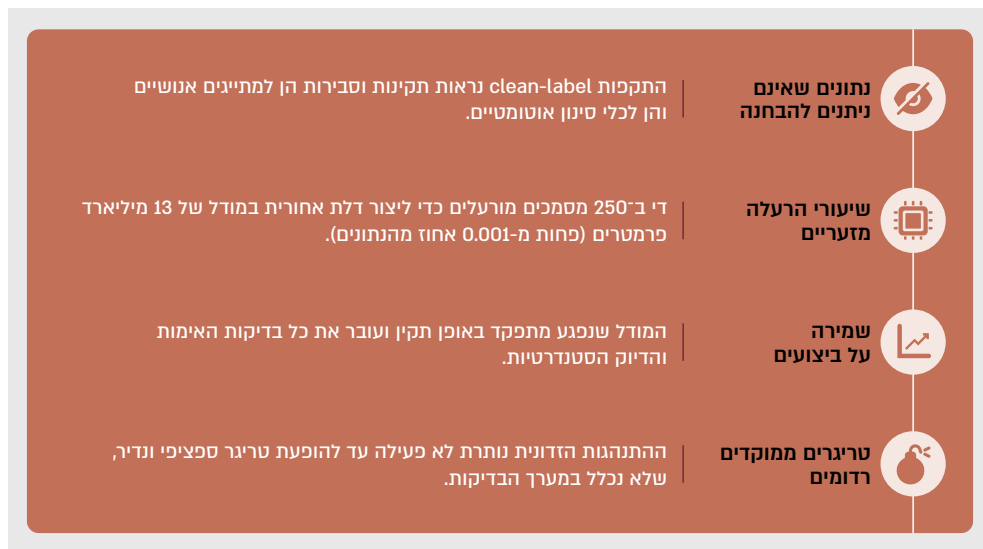 נתונים שאינם
ניתנים להבחנה
התקפות clean-label נראות תקינות וסבירות הן למתייגים אנושיים
והן לכלי סינון אוטומטיים.
שיעורי הרעלה
מזעריים
די ב־250 מסמכים מורעלים כדי ליצור דלת אחורית במודל של 13 מיליארד
פרמטרים (פחות מ-0.001 אחוז מהנתונים).
שמירה
על ביצועים
המודל שנפגע מתפקד באופן תקין ועובר את כל בדיקות האימות
והדיוק הסטנדרטיות.
טריגרים ממוקדים
רדומים
ההתנהגות הזדונית נותרת לא פעילה עד להופעת טריגר ספציפי ונדיר,
שלא נכלל במערך הבדיקות.